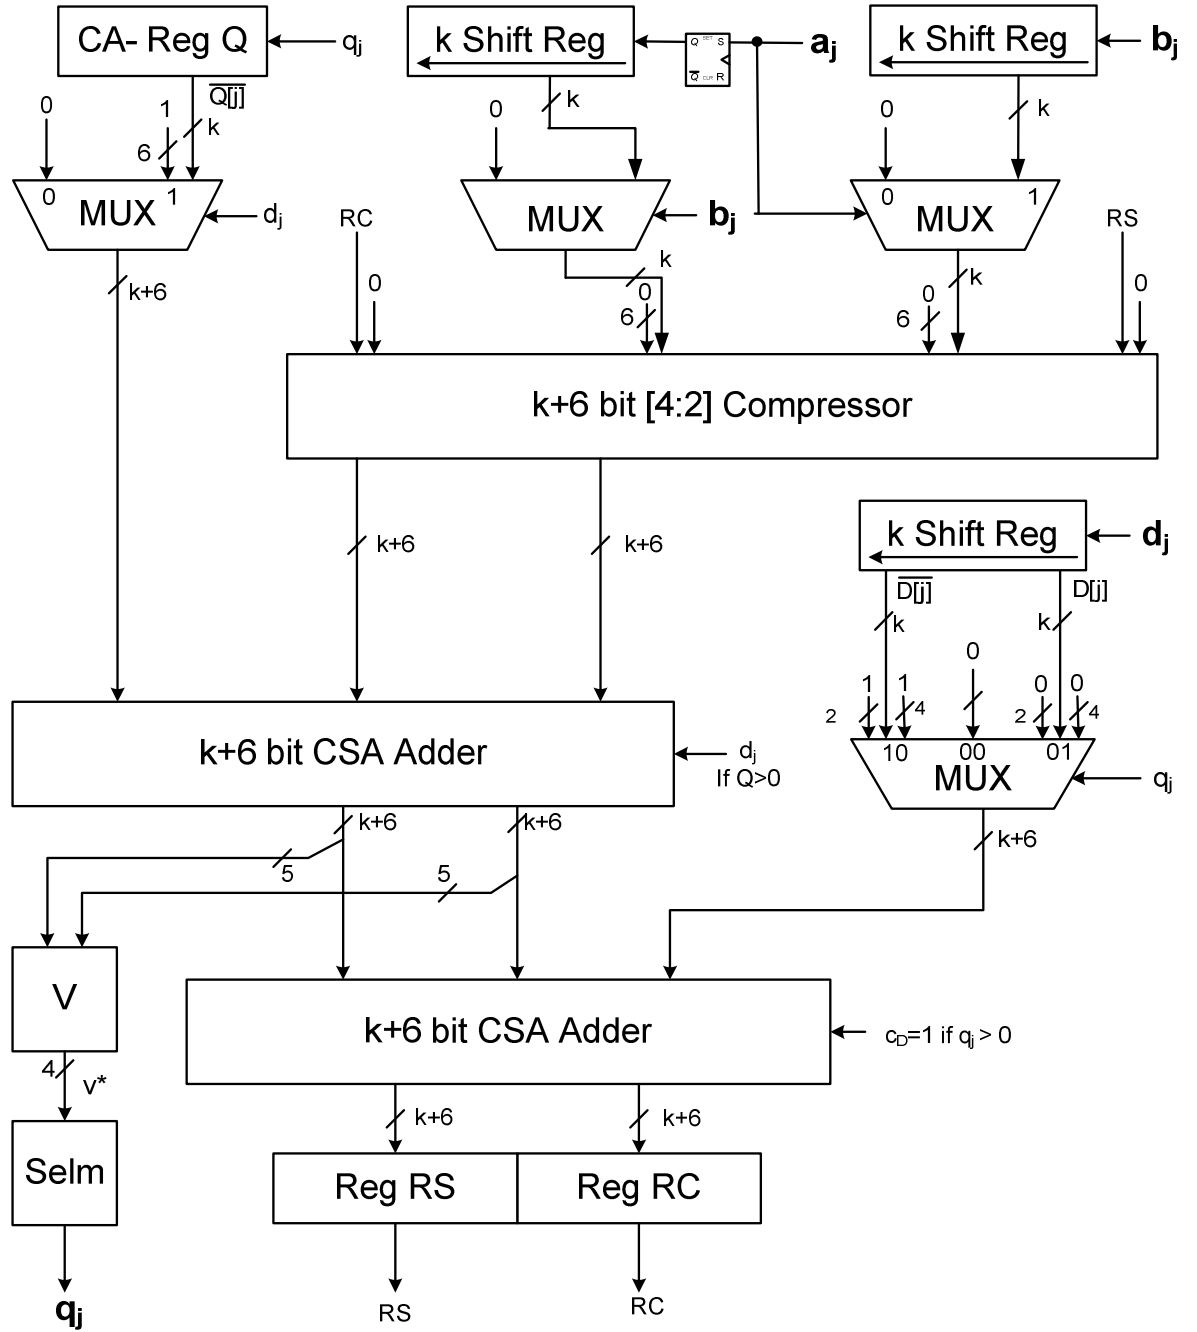 CA- Reg Q
qj
k Shift Reg
Q SET S
Q CLR R
aj
k Shift Reg
bj
Q[j]
0
1
6
k
0
k
0
k
0
MUX
1
dj
RC
MUX
bj
0
MUX
1
RS
k+6
0
k
0
6
k
0
6
0
k+6 bit [4:2] Compressor
k+6
k+6
k Shift Reg
dj
D[j]
D[j]
k
k
2
1
1
4
0
2
0
0
4
10
00
01
MUX
qj
k+6 bit CSA Adder
dj
If Q>0
k+6
k+6
k+6
5
5
V
k+6 bit CSA Adder
cD=1 if qj > 0
4
v*
k+6
k+6
Selm
Reg RS
Reg RC
qj
RS
RC